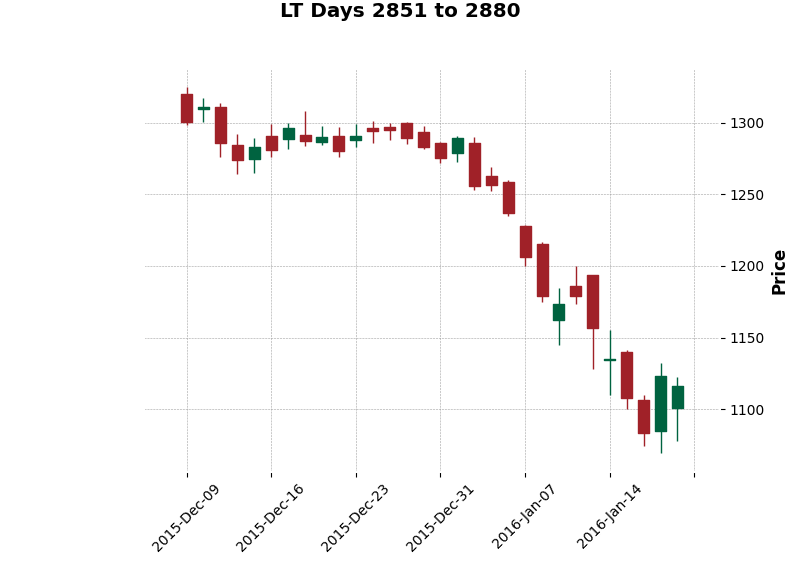 LT Days 2851 to 2880
1300
1250
1200
1150
1100
Price
2015-Dec-09
2015-Dec-16
2015-Dec-23
2015-Dec-31
2016-Jan-07
2016-Jan-14